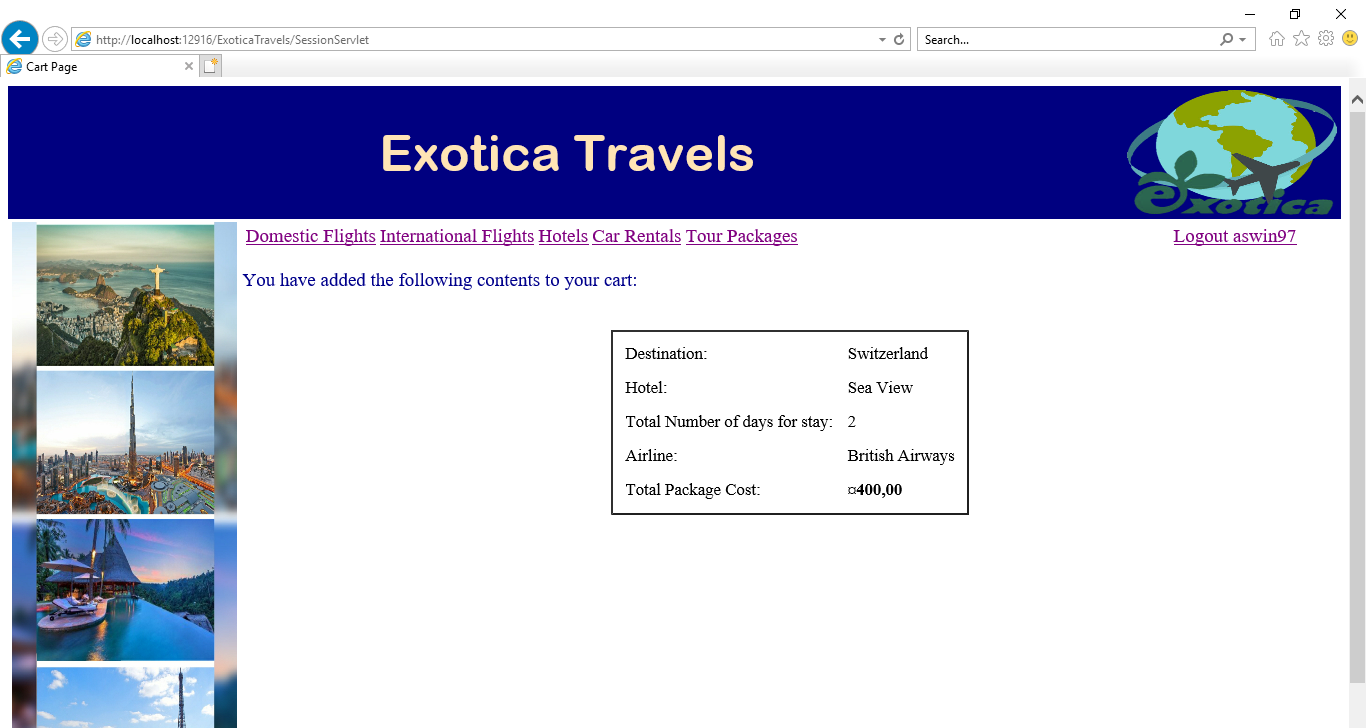 http://localhost:12916/ExoticaTravels/SessionServlet
Search...
Cart Page
Exotica Travels
exotica
Domestic Flights International Flights Hotels Car Rentals Tour Packages
Logout aswin97
You have added the following contents to your cart:
Destination: Switzerland
Hotel: Sea View
Total Number of days for stay: 2
Airline: British Airways
Total Package Cost: ¤400,00